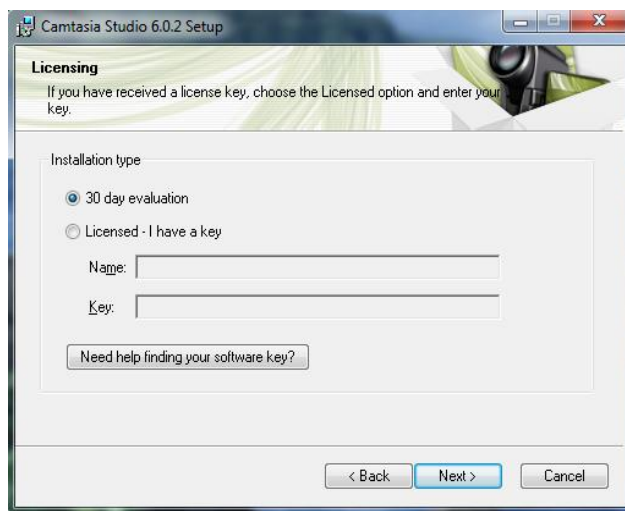 Camtasia Studio 6.0.2 Setup
Licensing
If you have received a license key, choose the Licensed option and enter your
key.
Installation type
30 day evaluation
Licensed - I have a key
Name:
Key:
Need help finding your software key?
< Back
Next >
Cancel